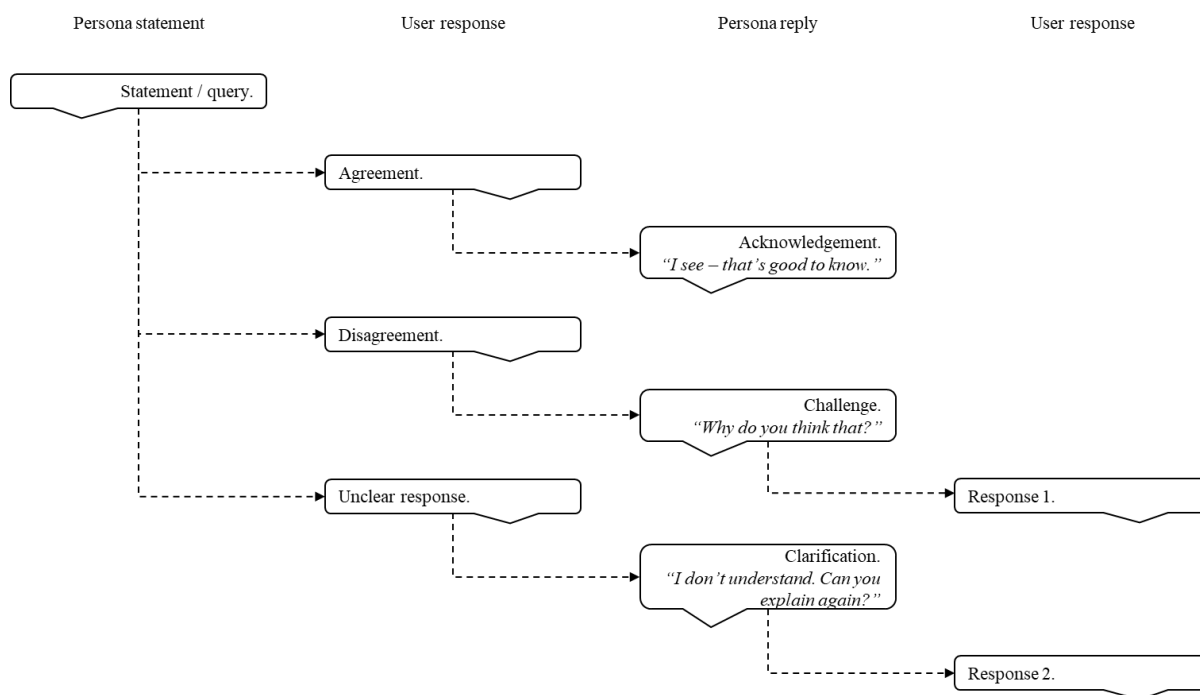 Persona statement
User response
Persona reply
User response
Statement / query.
Agreement.
Acknowledgement.
“I see – that’s good to know.”
Disagreement.
Challenge.
“Why do you think that?”
Unclear response.
Response 1.
Clarification.
“I don’t understand. Can you
explain again?”
Response 2.